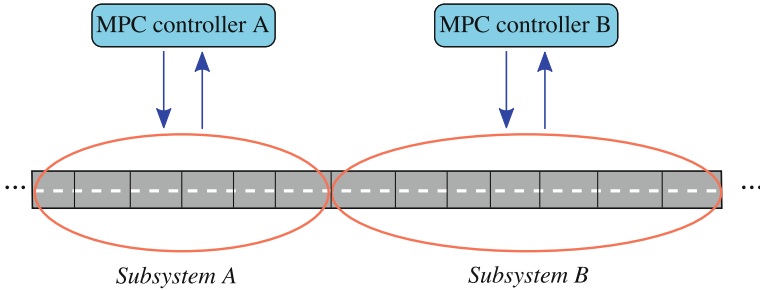 MPC controller A
MPC controller B
... ...
Subsystem A
Subsystem B